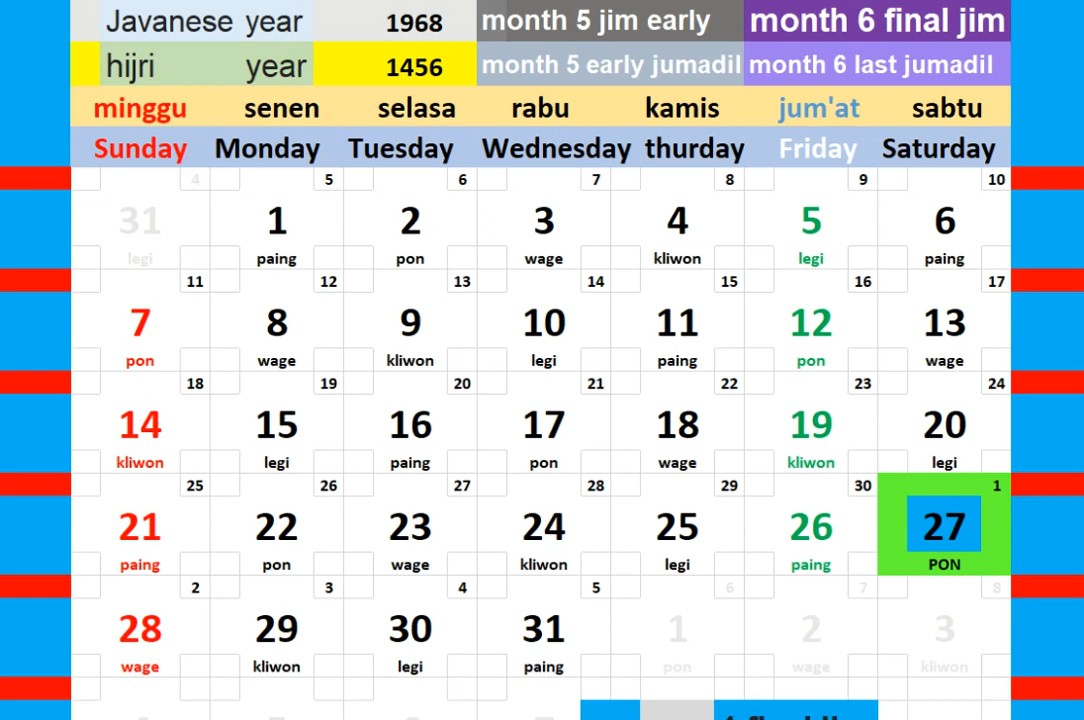 Javanese year 1968 month 5 jim early month 6 final jim
hijri year 1456 month 5 early jumadil month 6 last jumadil
minggu senen selasa rabu kamis jum'at sabtu
Sunday Monday Tuesday Wednesday thurday Friday Saturday
4 5 6 7 8 9 10
31 1 2 3 4 5 6
legi paing pon wage kliwon legi paing
11 12 13 14 15 16 17
7 8 9 10 11 12 13
pon wage kliwon legi paing pon wage
18 19 20 21 22 23 24
14 15 16 17 18 19 20
kliwon legi paing pon wage kliwon legi
25 26 27 28 29 30 1
21 22 23 24 25 26 27
paing pon wage kliwon legi paing PON
2 3 4 5 6 7 8
28 29 30 31 1 2 3
wage kliwon legi paing pon wage kliwon